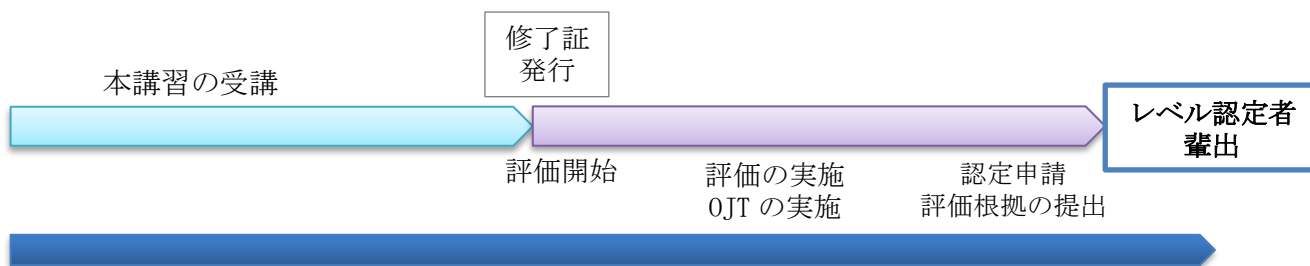 修了証
発行
本講習の受講
レベル認定者
輩出
評価開始
評価の実施
OJT の実施
認定申請
評価根拠の提出